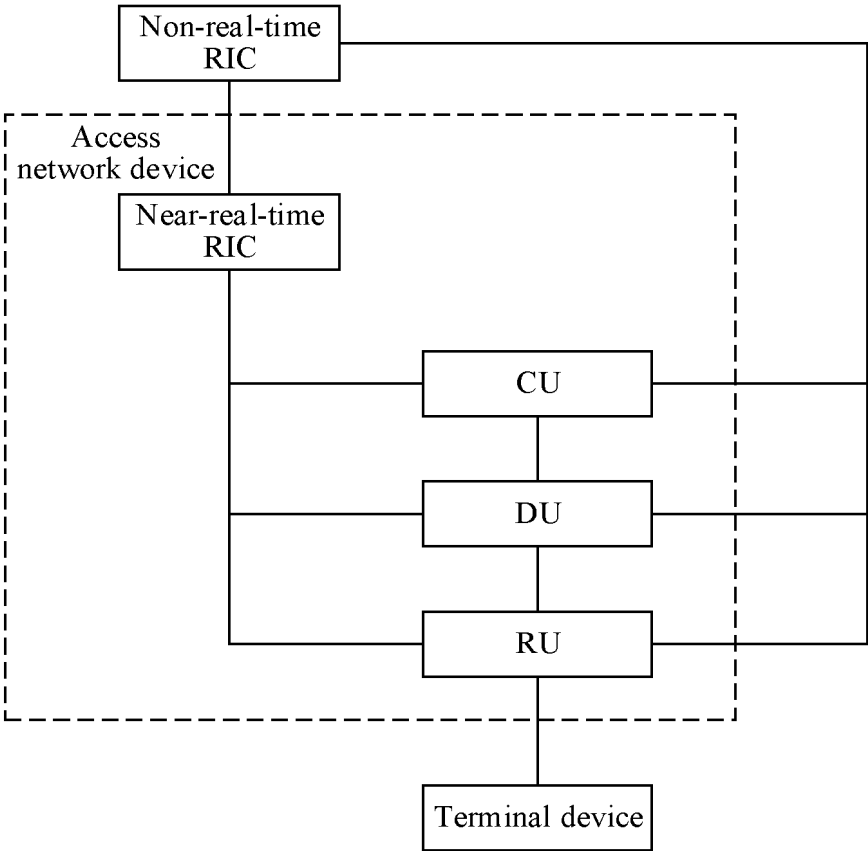 Non-real-time
RIC
Access
network device
Near-real-time
RIC
CU
DU
RU
Terminal device